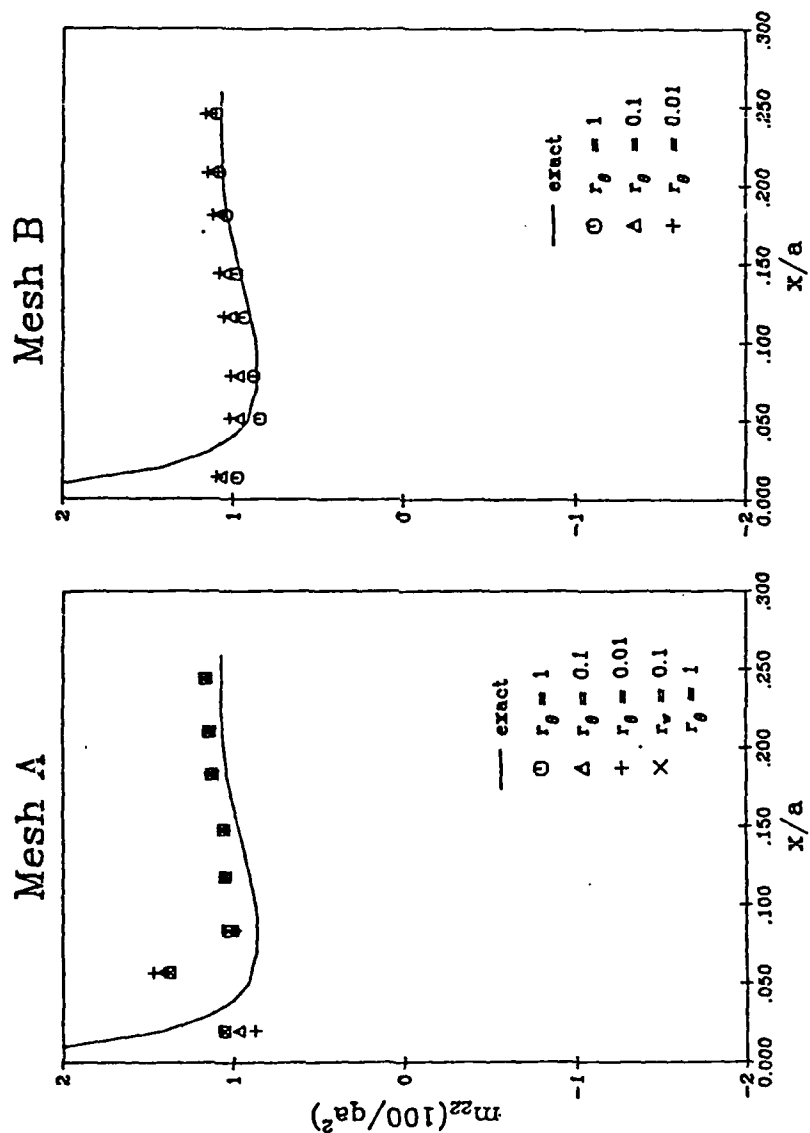 Mesh A
m₂₂(100/qa²)
2
1
0
-1
-2
0.000 .050 .100 .150 .200 .250 .300
x/a
exact
r_θ = 1
r_θ = 0.1
r_θ = 0.01
r_w = 0.1
r_θ = 1
Mesh B
2
1
0
-1
-2
0.000 .050 .100 .150 .200 .250 .300
x/a
exact
r_θ = 1
r_θ = 0.1
r_θ = 0.01